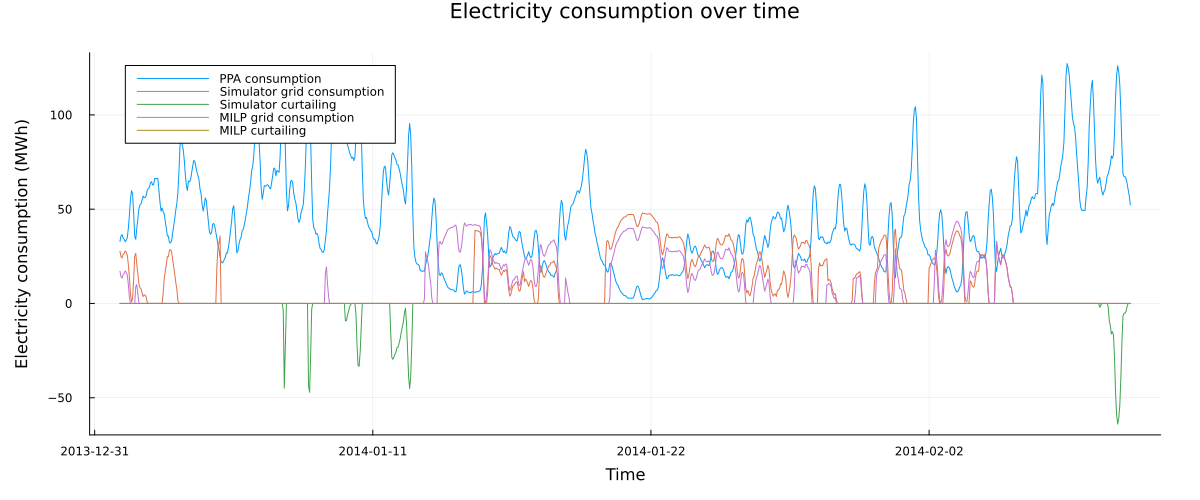 Electricity consumption over time
Electricity consumption (MWh)
PPA consumption
Simulator grid consumption
Simulator curtailing
MILP grid consumption
MILP curtailing
100
50
0
−50
2013-12-31
2014-01-11
2014-01-22
2014-02-02
Time